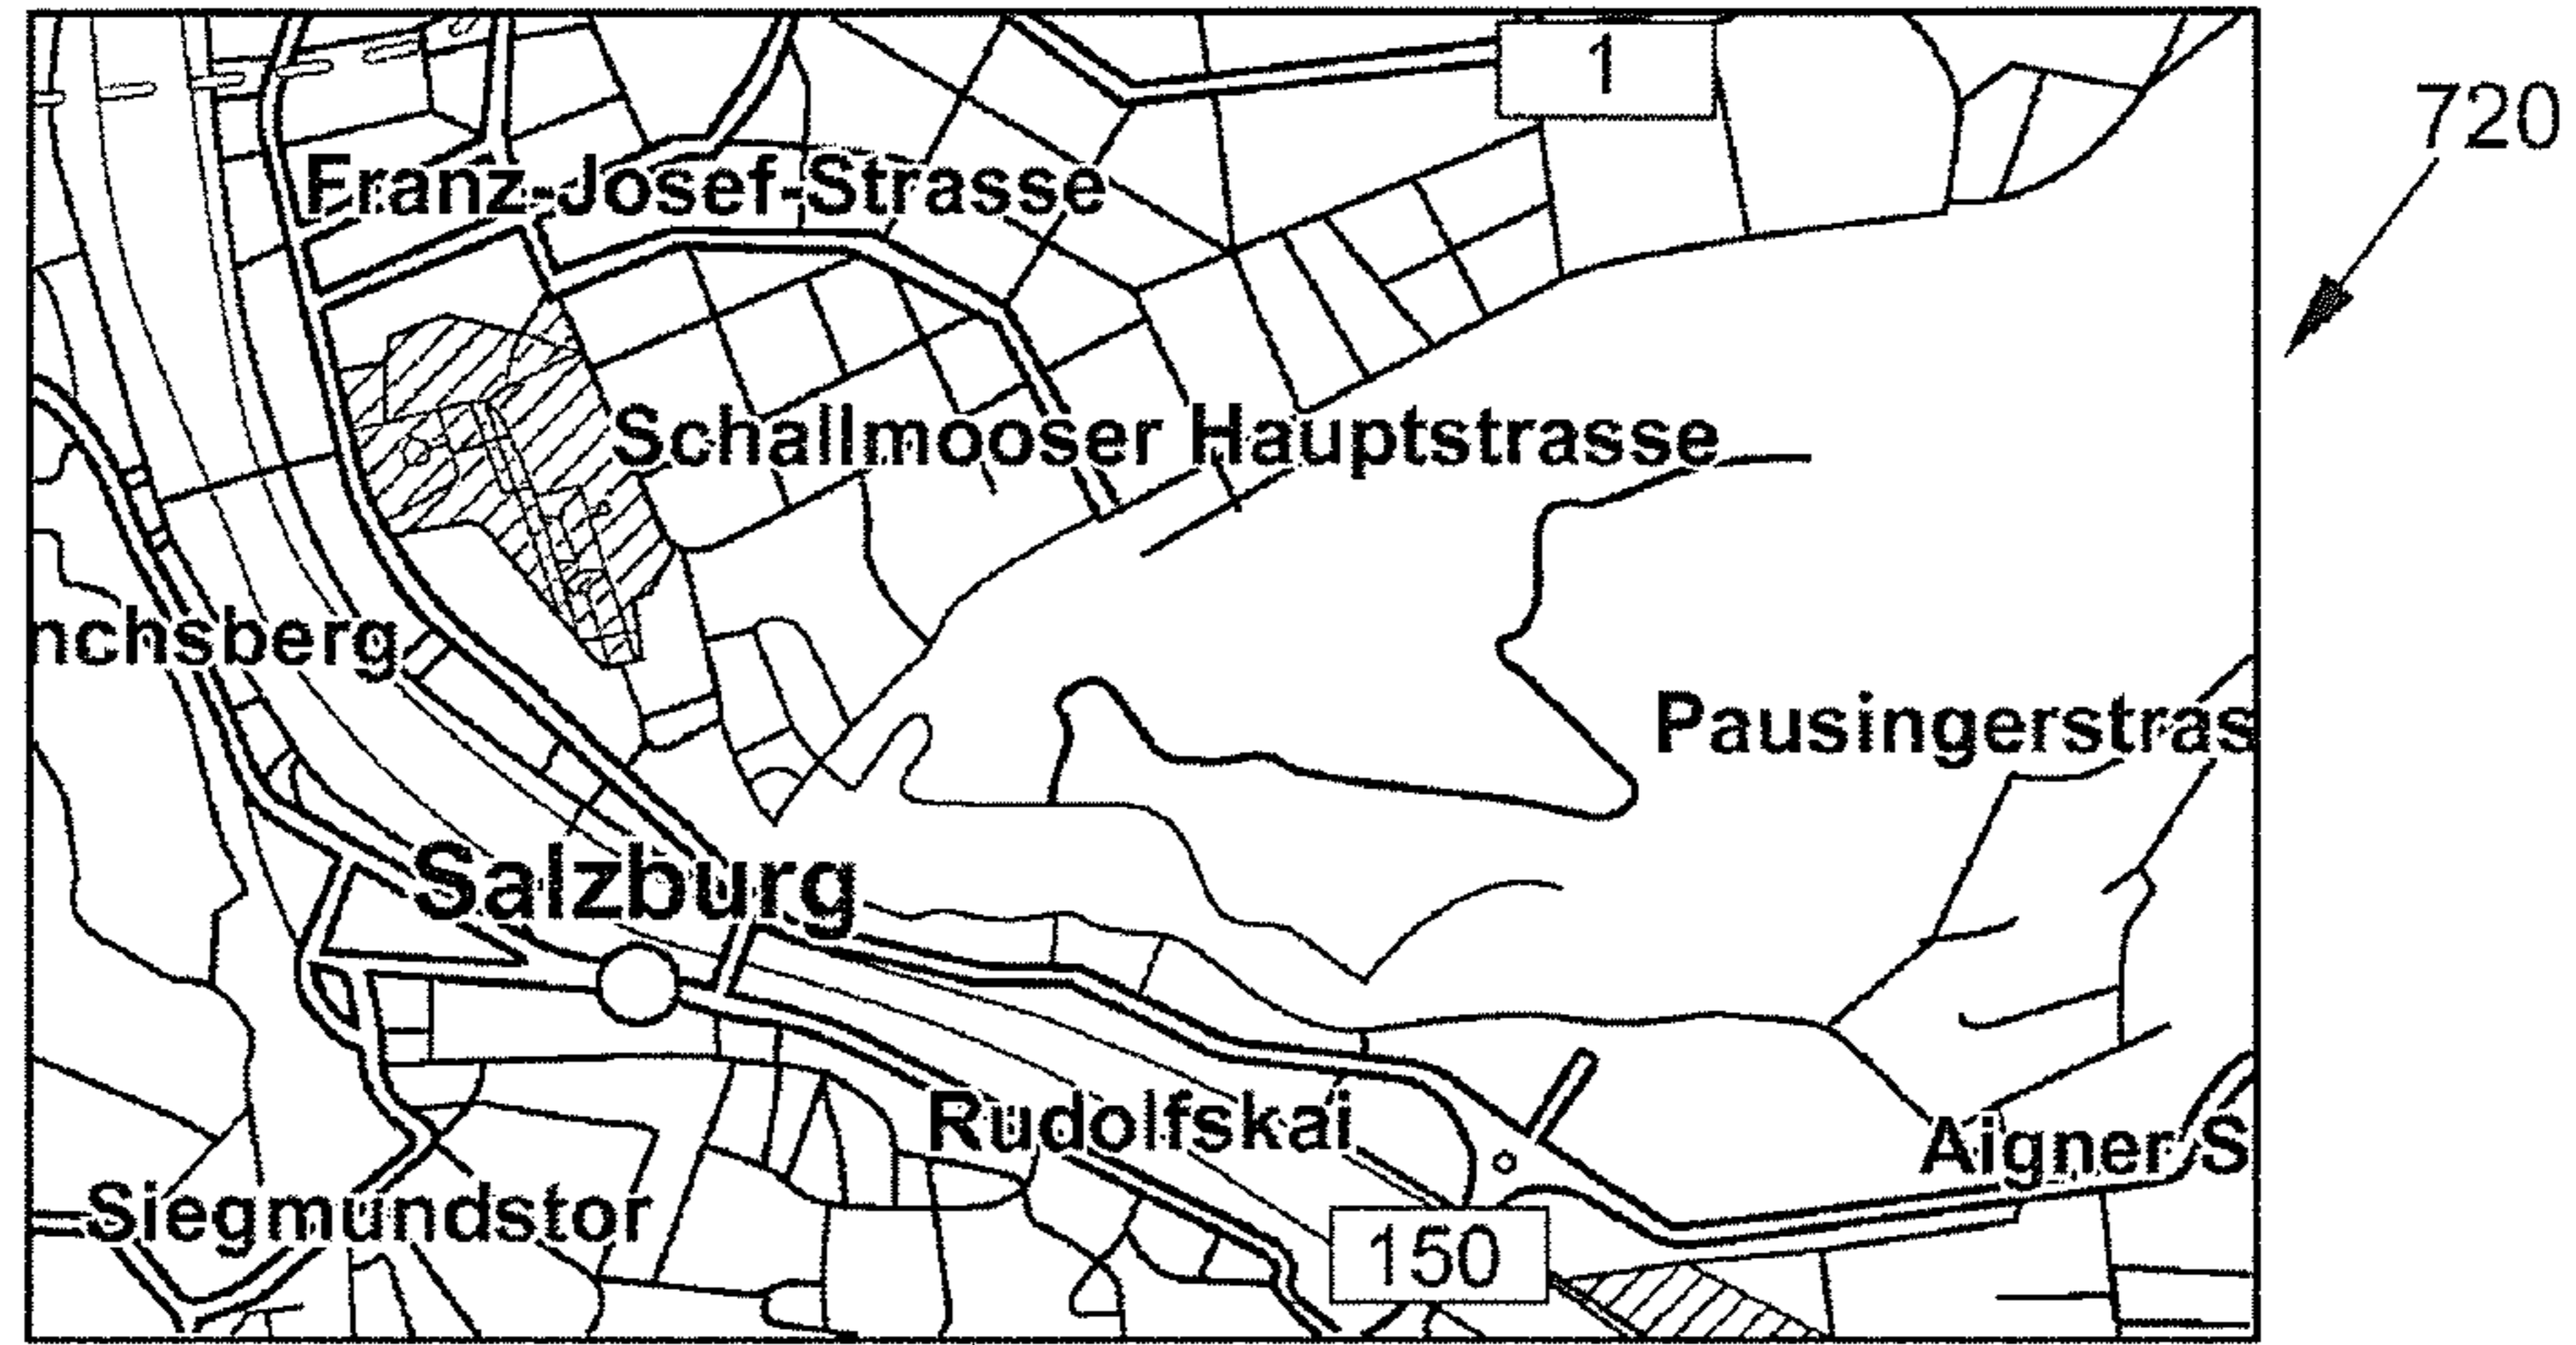 1
720
Franz-Josef-Strasse
Schallmooser Hauptstrasse
nchsberg
Pausingerstras
Salzburg
Rudolfskai
Aigner S
Siegmundstor
150